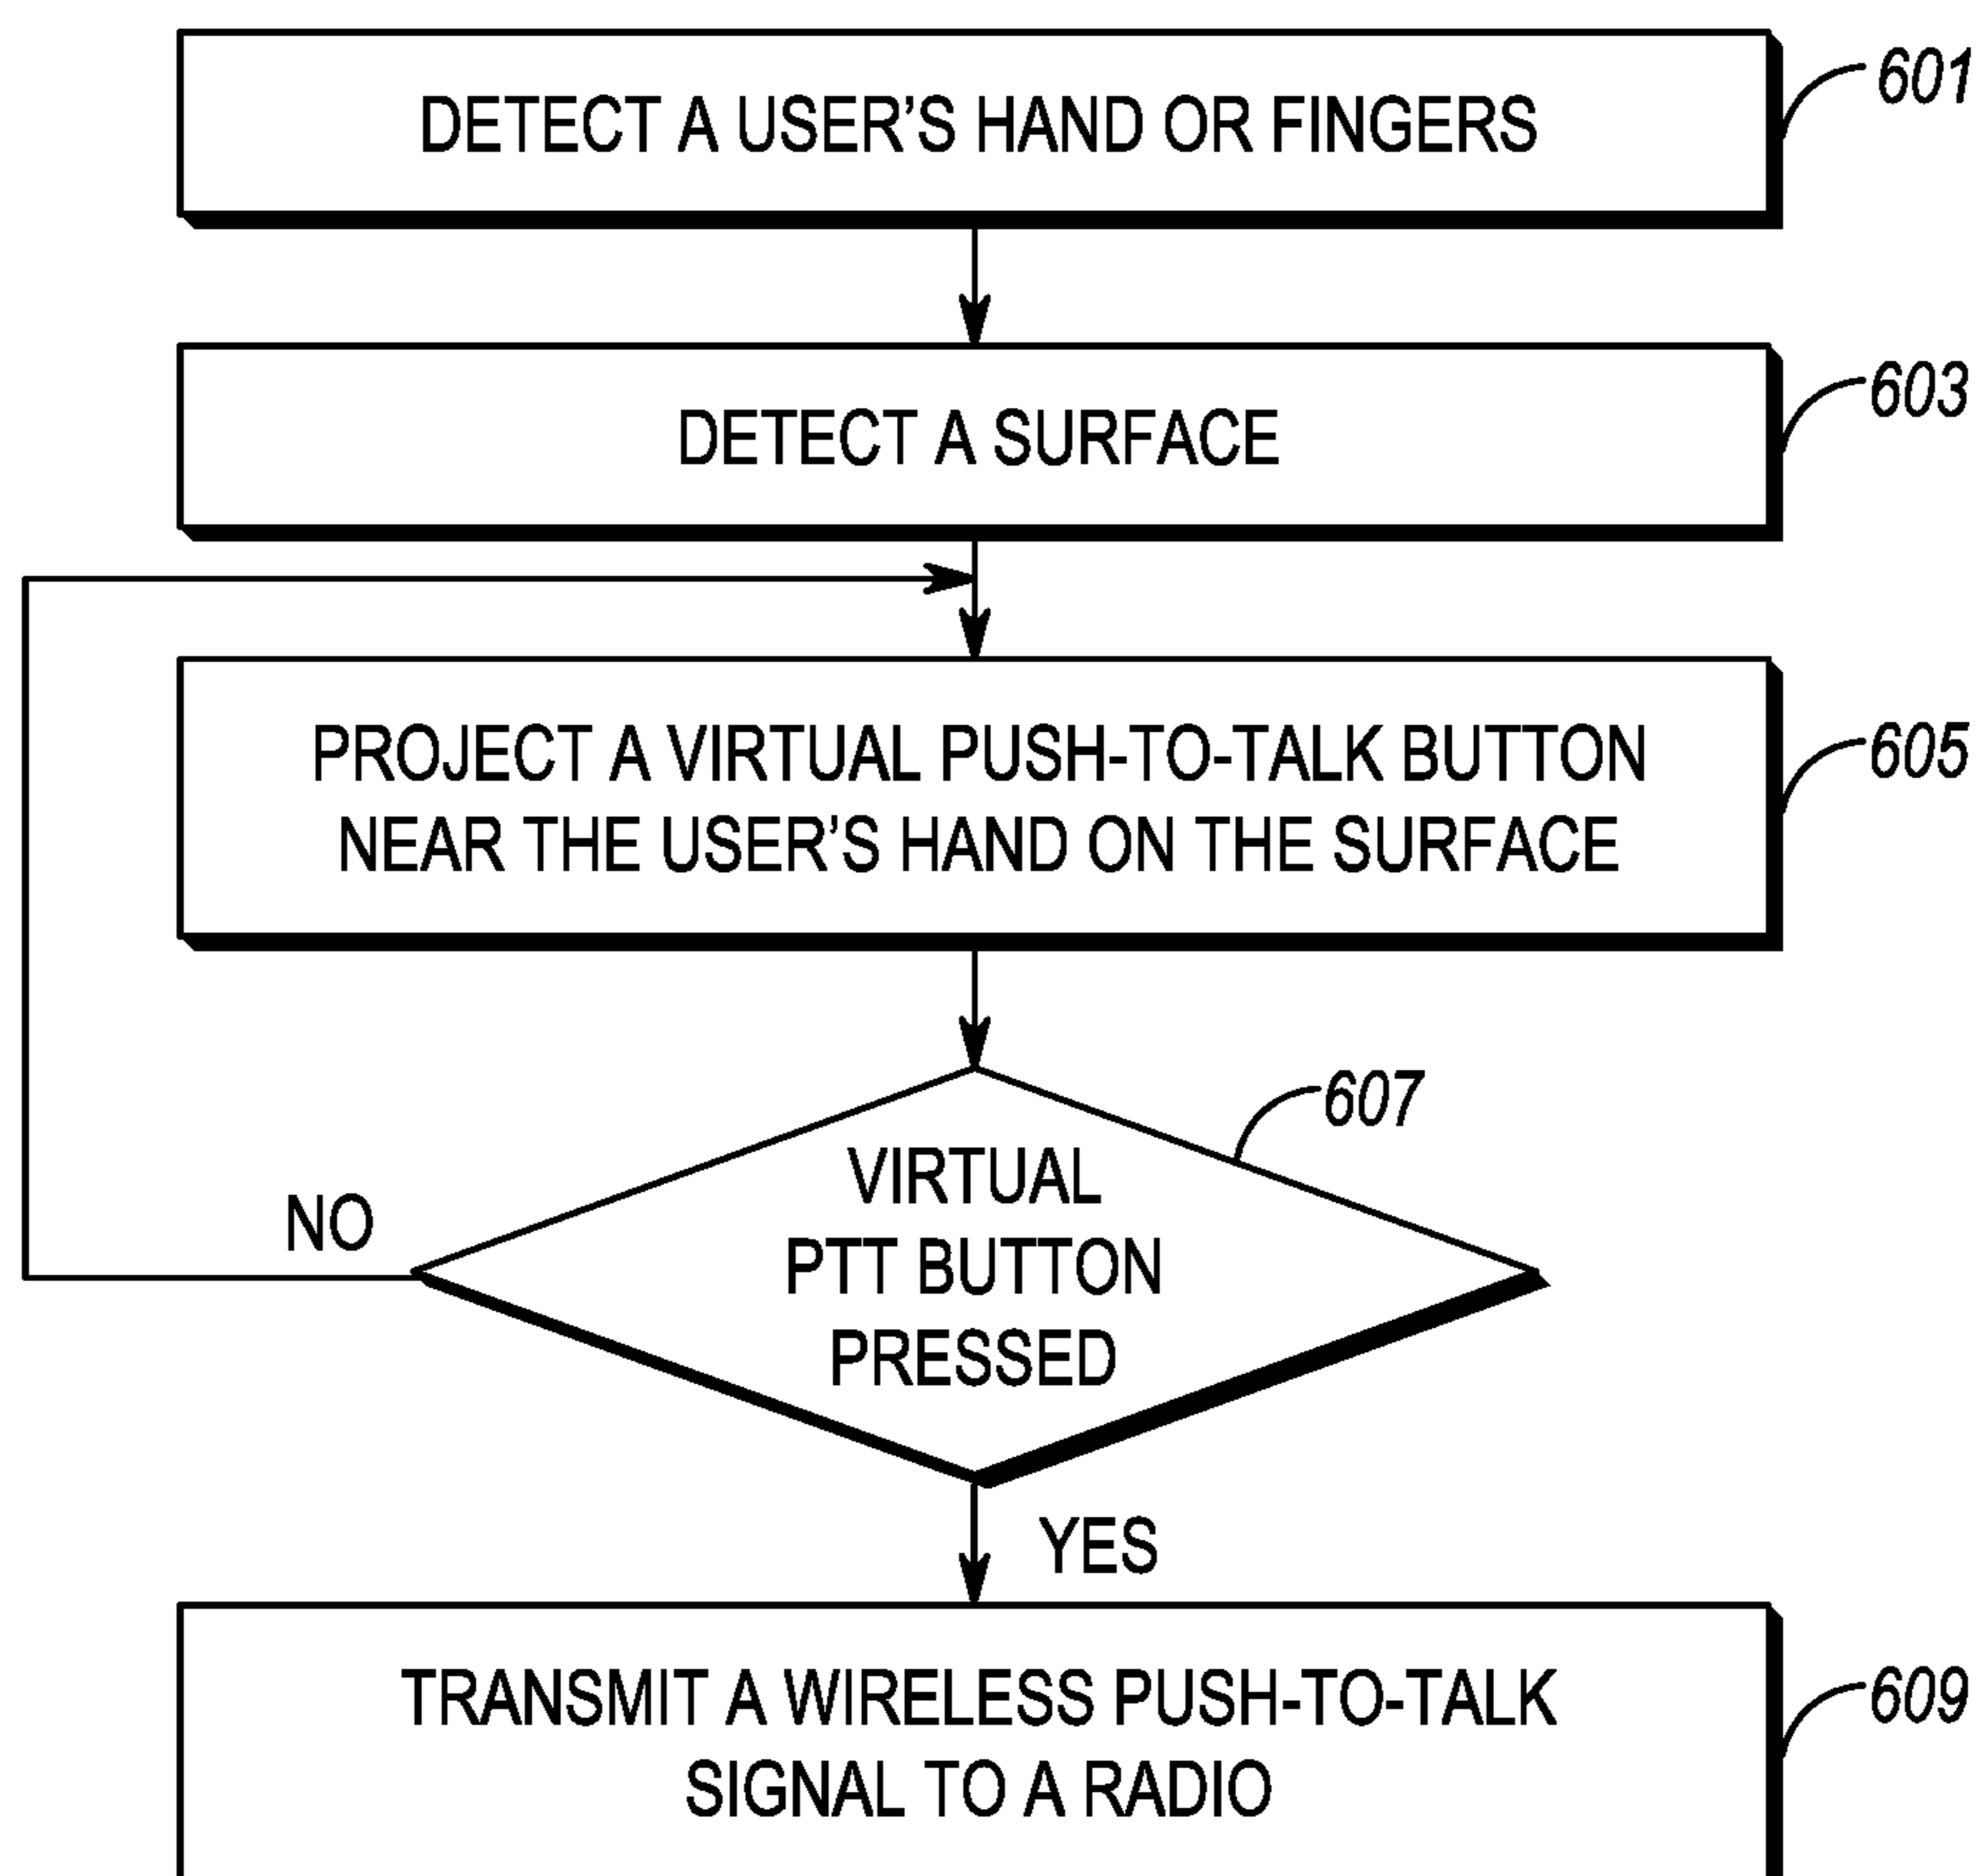 DETECT A USER'S HAND OR FINGERS
601
DETECT A SURFACE
603
PROJECT A VIRTUAL PUSH-TO-TALK BUTTON
NEAR THE USER'S HAND ON THE SURFACE
605
607
VIRTUAL
PTT BUTTON
PRESSED
NO
YES
TRANSMIT A WIRELESS PUSH-TO-TALK
SIGNAL TO A RADIO
609